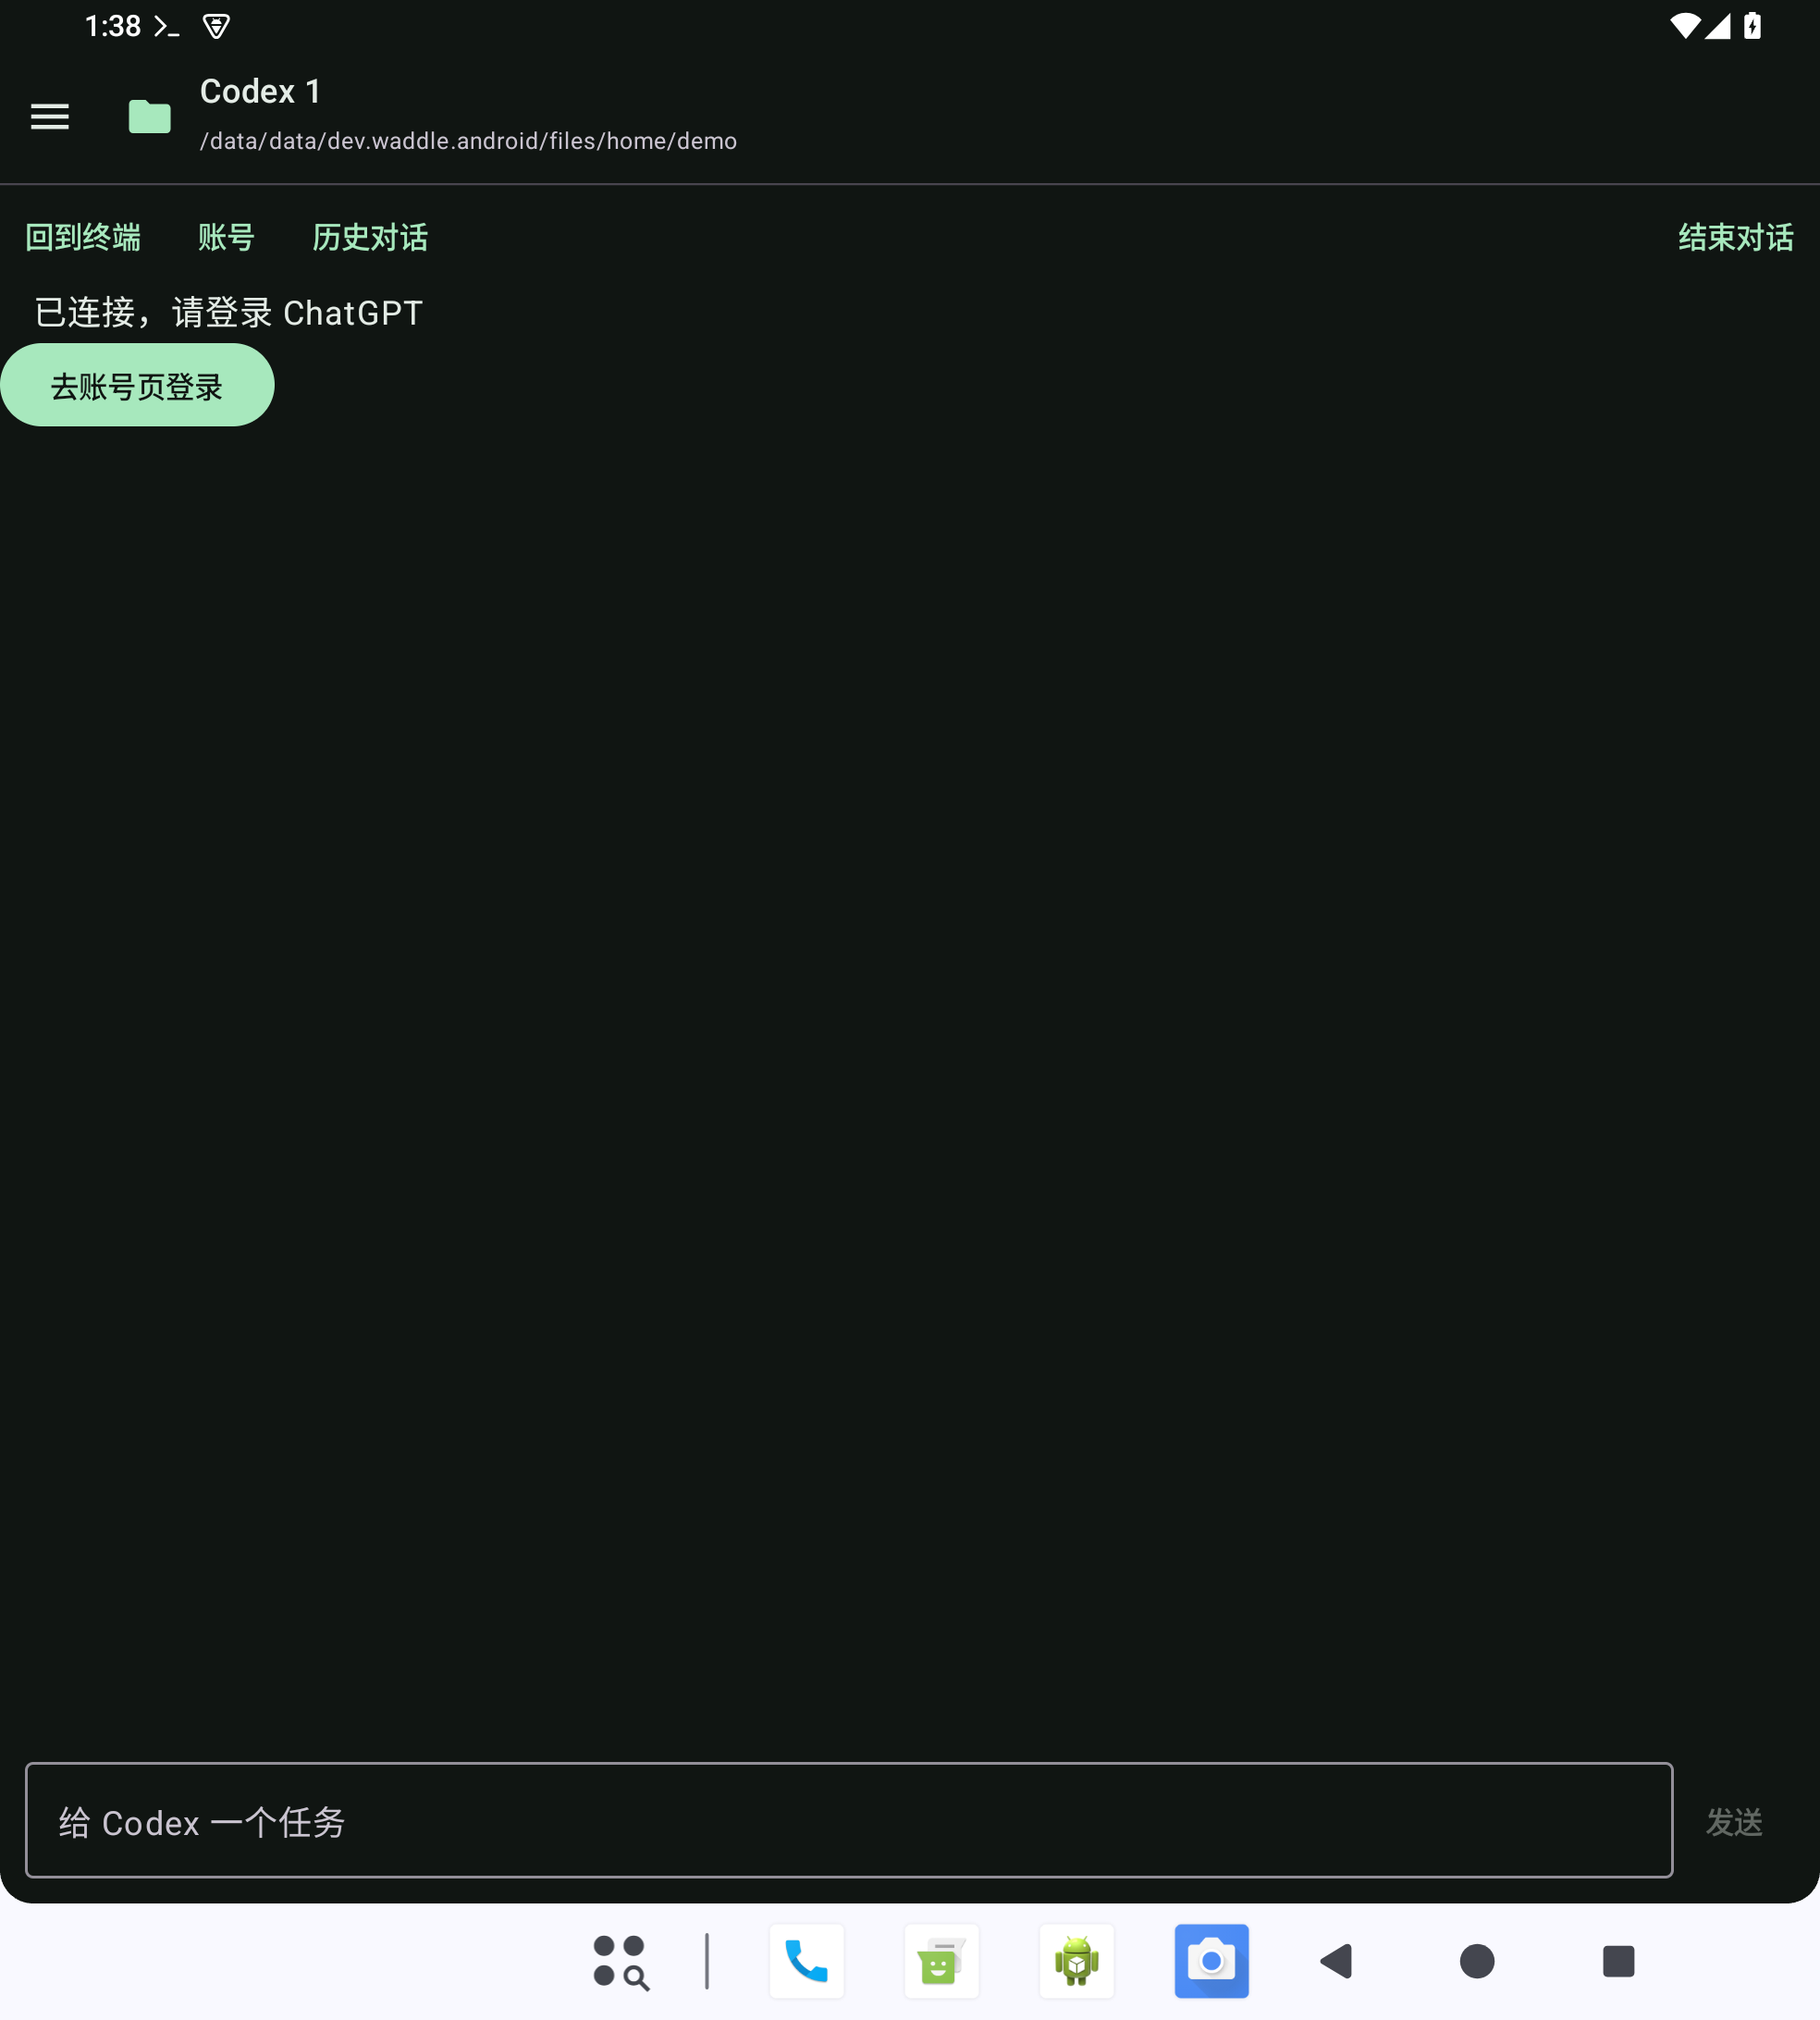 1:38
Codex 1
/data/data/dev.waddle.android/files/home/demo
回到终端 账号 历史对话 结束对话
已连接，请登录 ChatGPT
去账号页登录
给 Codex 一个任务
发送